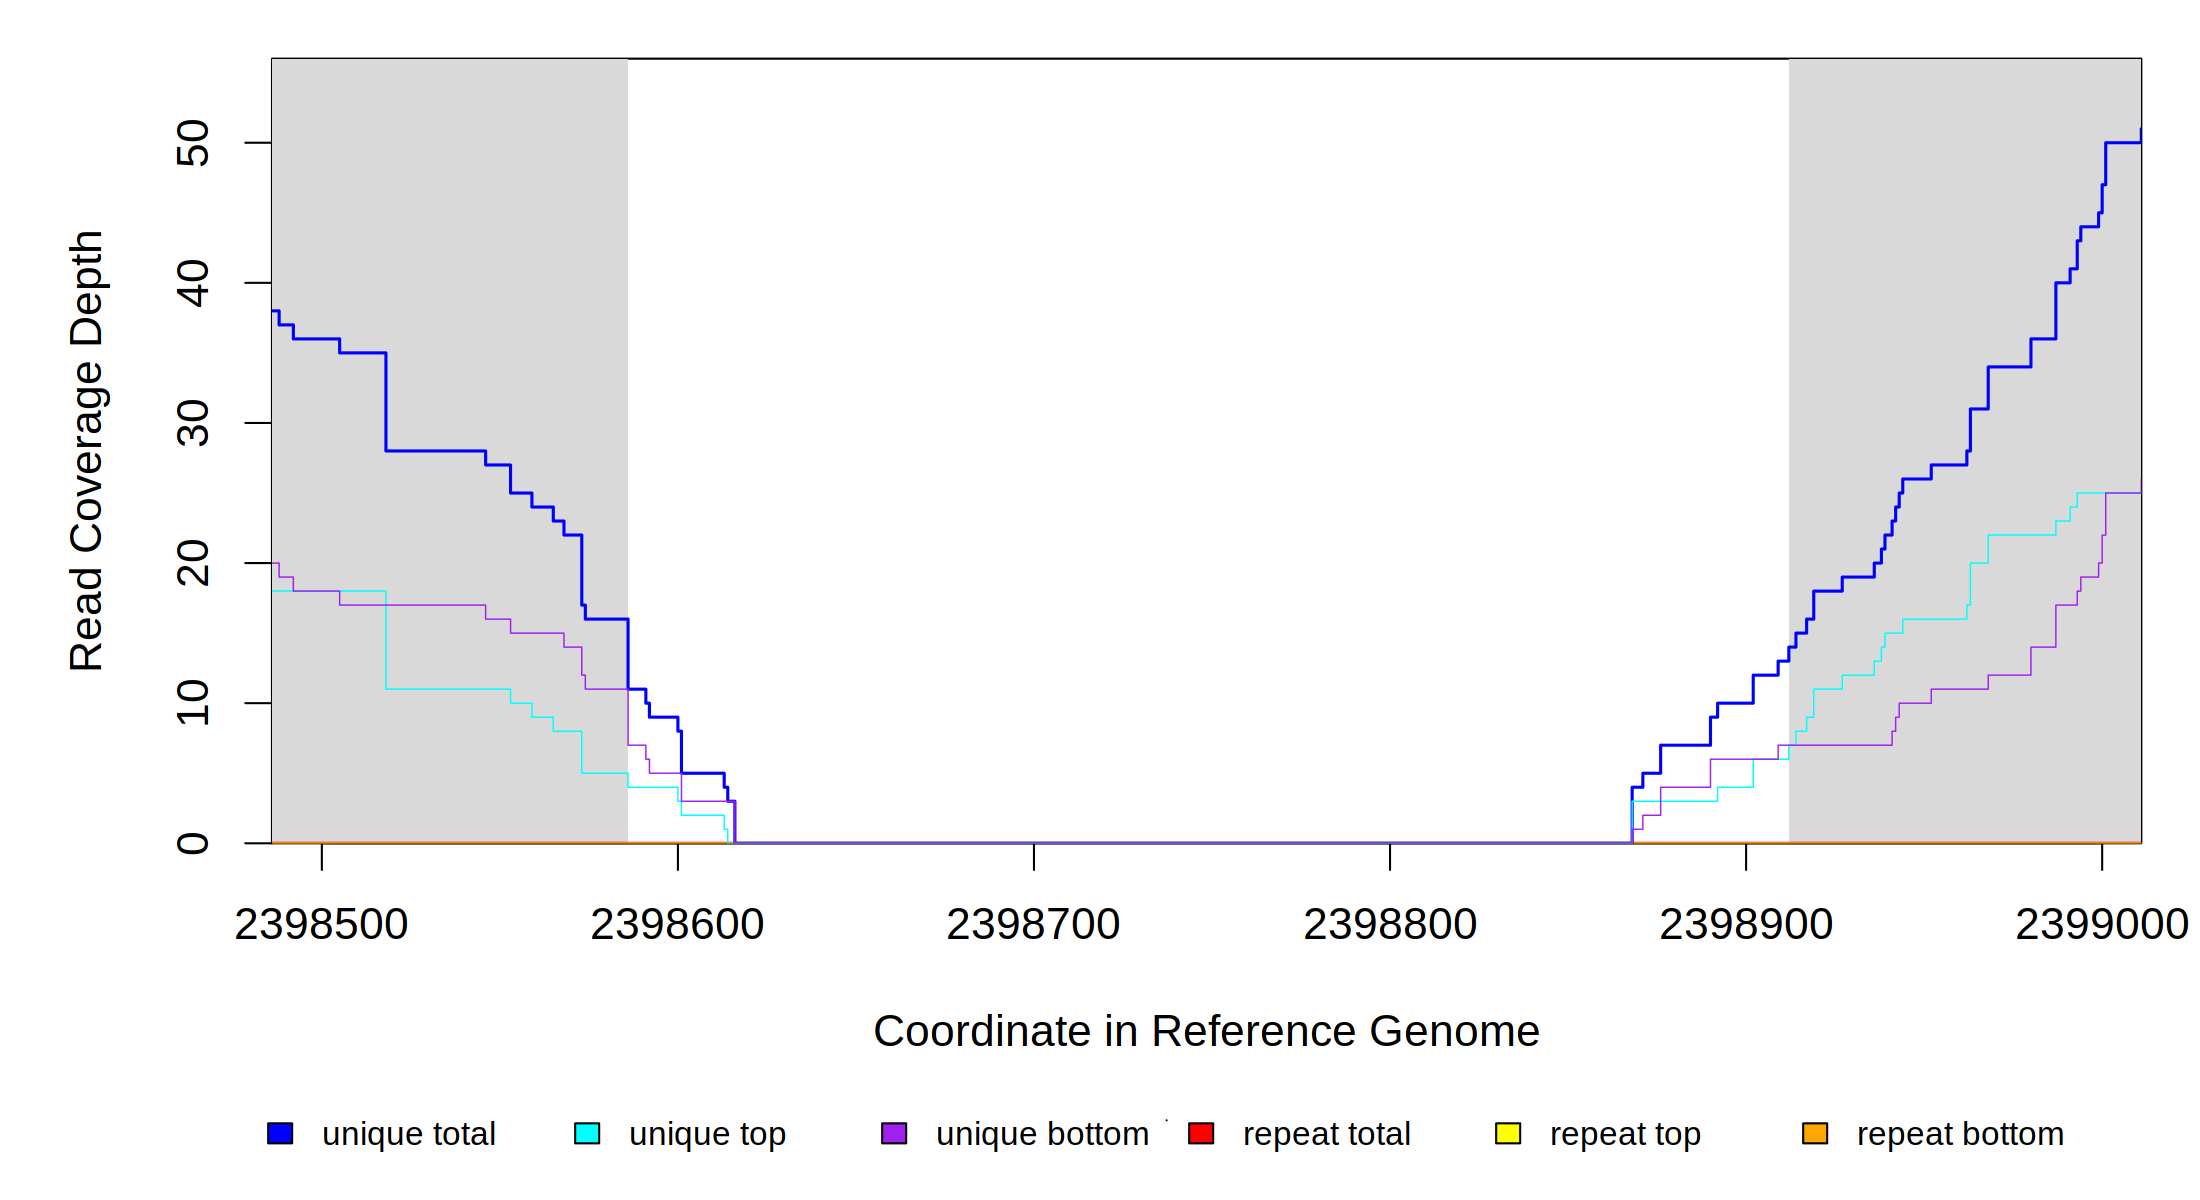 Read Coverage Depth
50
40
30
20
10
0
2398500 2398600 2398700 2398800 2398900 2399000
Coordinate in Reference Genome
unique total unique top unique bottom repeat total repeat top repeat bottom